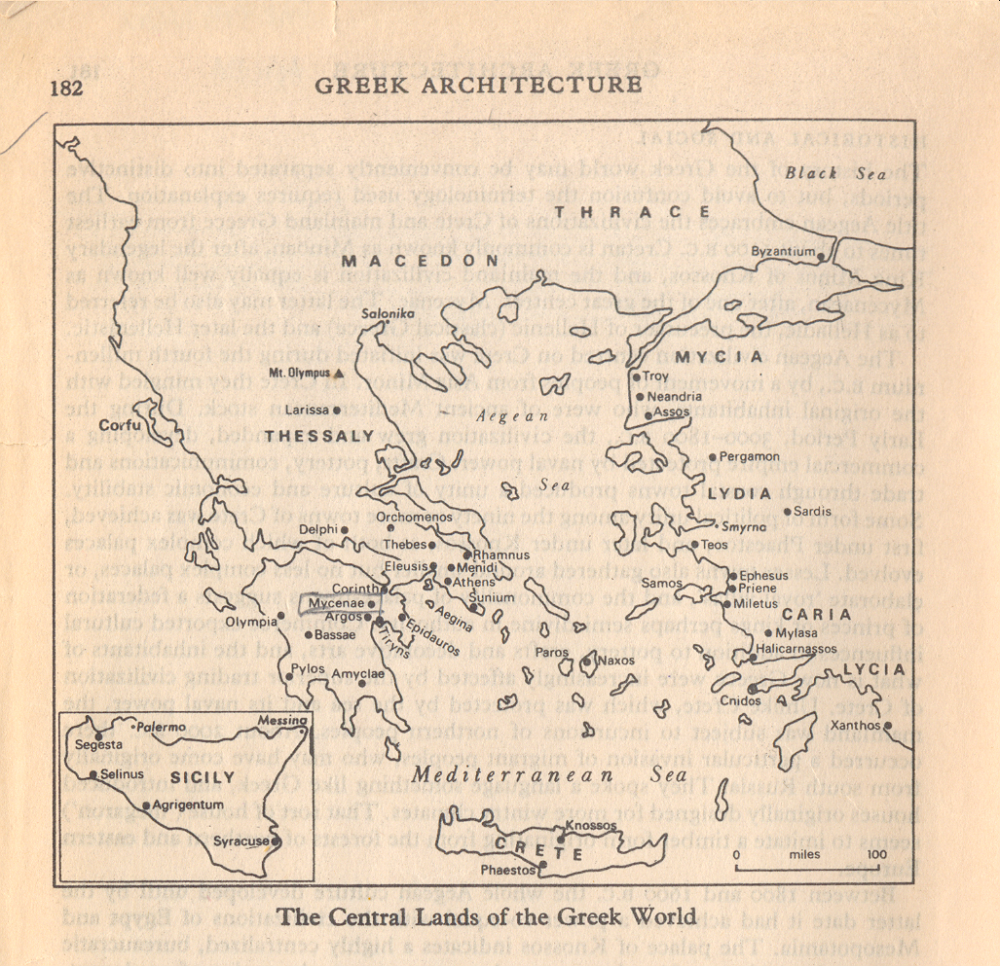 182
GREEK ARCHITECTURE
Black Sea
THRACE
Byzantium
MACEDON
Salonika
MYCIA
Mt. Olympus
Troy
Neandria
Larissa
Assos
Aegean
Corfu
THESSALY
Pergamon
Sea
LYDIA
Sardis
Orchomenos
Smyrna
Delphi
Thebes
Teos
Rhamnus
Eleusis
Menidi
Athens
Ephesus
Samos
Priene
Corinth
Sunium
Mycenae
Miletus
Argos
Aegina
CARIA
Olympia
Epidauros
Tiryns
Bassae
Mylasa
Halicarnassos
Paros
Naxos
Pylos
Amyclae
LYCIA
Cnidos
Xanthos
Messina
Palermo
Segesta
Selinus
SICILY
Agrigentum
Syracuse
Mediterranean Sea
Knossos
CRETE
Phaestos
0 miles 100
The Central Lands of the Greek World